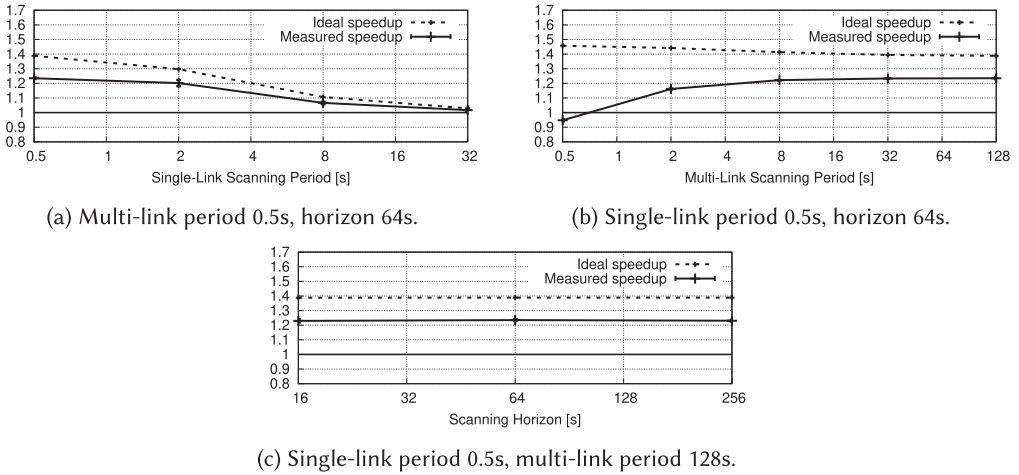 1.7
1.6
1.5
1.4
1.3
1.2
1.1
1
0.9
0.8
Ideal speedup
Measured speedup
0.5 1 2 4 8 16 32
Single-Link Scanning Period [s]
(a) Multi-link period 0.5s, horizon 64s.
1.7
1.6
1.5
1.4
1.3
1.2
1.1
1
0.9
0.8
Ideal speedup
Measured speedup
0.5 1 2 4 8 16 32 64 128
Multi-Link Scanning Period [s]
(b) Single-link period 0.5s, horizon 64s.
1.7
1.6
1.5
1.4
1.3
1.2
1.1
1
0.9
0.8
Ideal speedup
Measured speedup
16 32 64 128 256
Scanning Horizon [s]
(c) Single-link period 0.5s, multi-link period 128s.